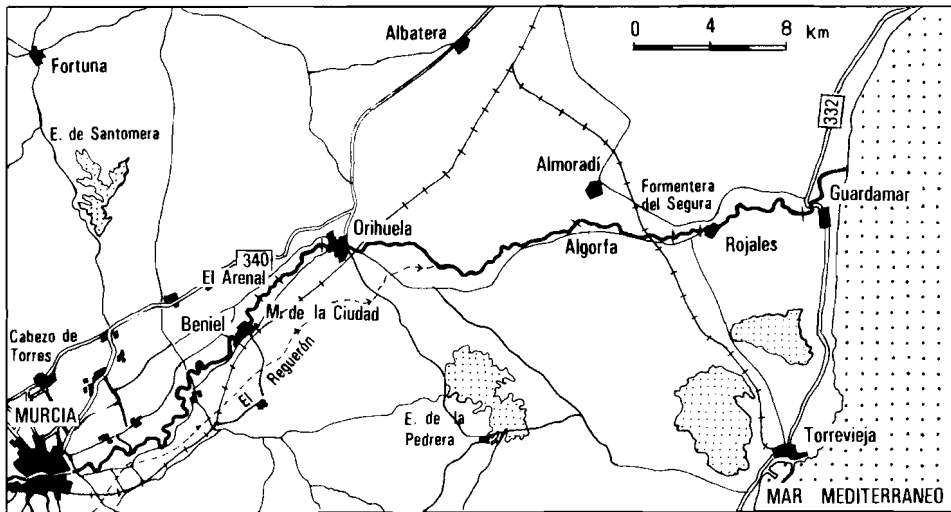 Albatera
0 4 8
Km
Fortuna
E. de Santomera
332
Almoradí
Formentera
del Segura
Guardamar
Orihuela
340
El Arenal
Algorfa
Rojales
M. de la Ciudad
Beniel
Cabezo de
Torres
El Reguerón
MURCIA
E. de la
Pedrera
Torrevieja
MAR MEDITERRANEO